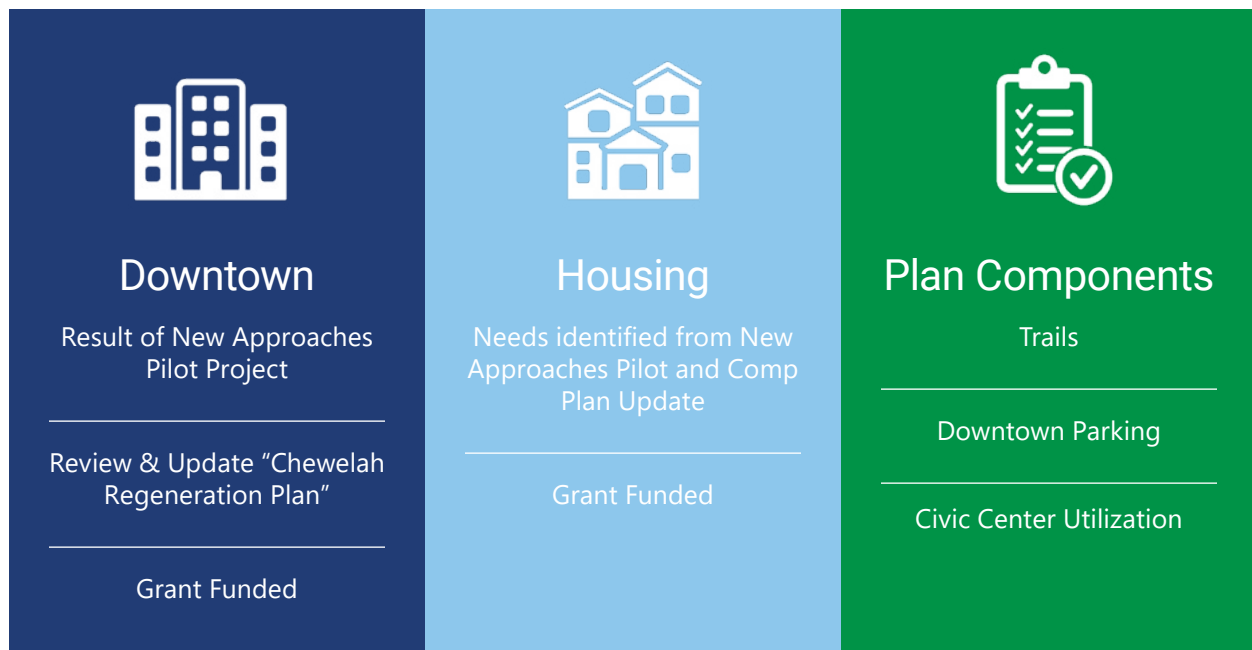 Downtown
Result of New Approaches
Pilot Project
Review & Update “Chewelah
Regeneration Plan”
Grant Funded
Housing
Needs identified from New
Approaches Pilot and Comp
Plan Update
Grant Funded
Plan Components
Trails
Downtown Parking
Civic Center Utilization